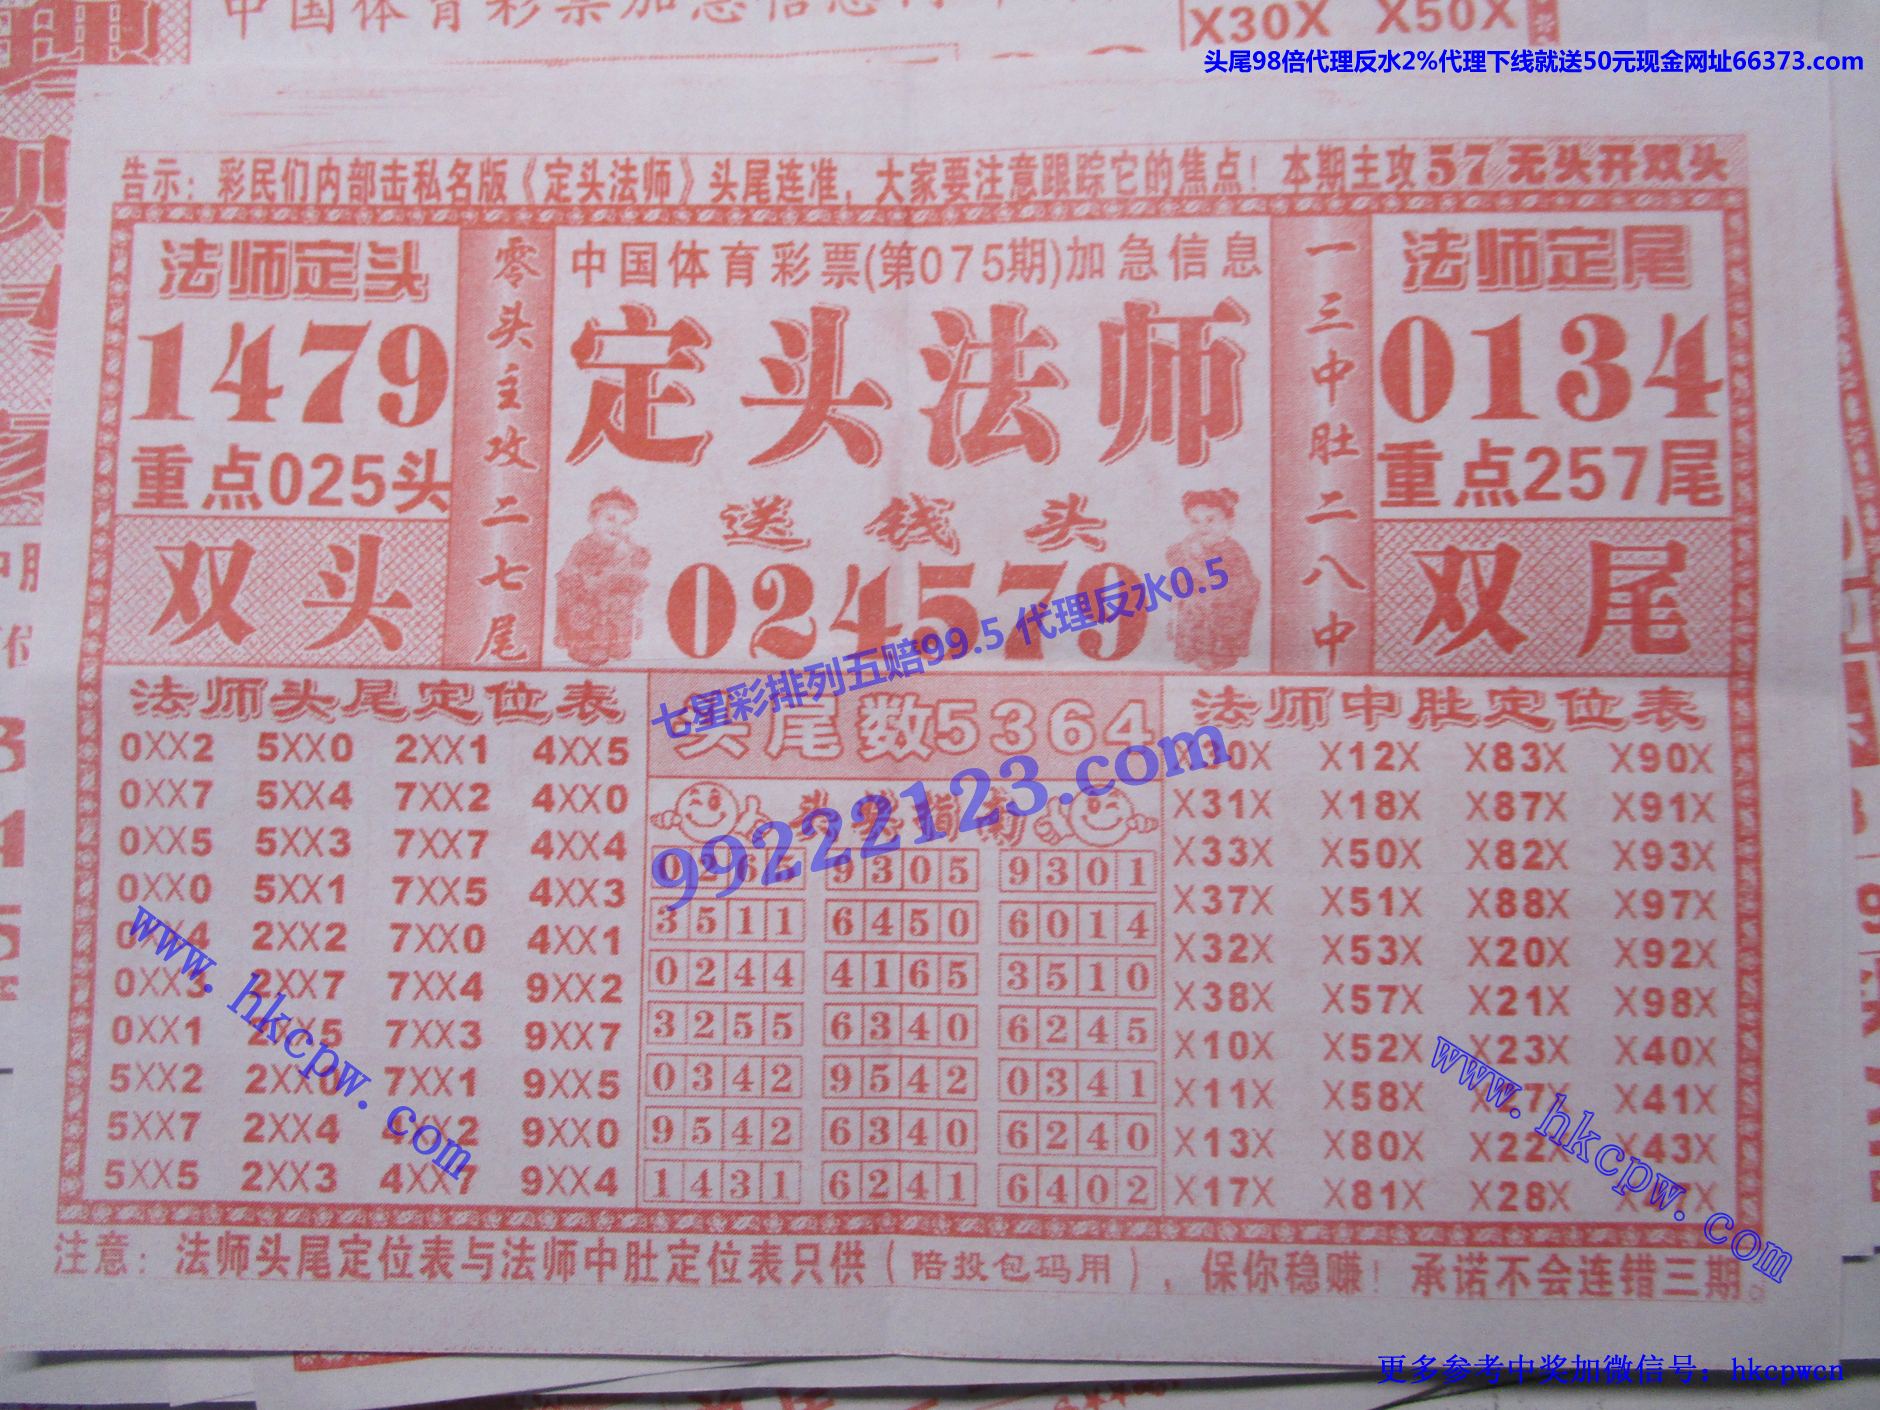 中国体育彩票加急信息
X30X X50X
头尾98倍代理反水2%代理下线就送50元现金网址66373.com
告示：彩民们内部击私名版《定头法师》头尾连准，大家要注意跟踪它的焦点！本期主攻57无头开双头
法师定头
1479
重点025头
双头
零头主攻二七尾
中国体育彩票(第075期)加急信息
定头法师
送钱头
024579
一三中肚二八中
法师定尾
0134
重点257尾
双尾
七星彩排列五赔99.5 代理反水0.5
99222123.com
法师头尾定位表
0XX2 5XX0 2XX1 4XX5
0XX7 5XX4 7XX2 4XX0
0XX5 5XX3 7XX7 4XX4
0XX0 5XX1 7XX5 4XX3
0XX4 2XX2 7XX0 4XX1
0XX3 2XX7 7XX4 9XX2
0XX1 2XX5 7XX3 9XX7
5XX2 2XX0 7XX1 9XX5
5XX7 2XX4 4XX2 9XX0
5XX5 2XX3 4XX7 9XX4
头尾数5364
0265 9305 9301
3511 6450 6014
0244 4165 3510
3255 6340 6245
0342 9542 0341
9542 6340 6240
1431 6241 6402
法师中胜定位表
X30X X12X X83X X90X
X31X X18X X87X X91X
X33X X50X X82X X93X
X37X X51X X88X X97X
X32X X53X X20X X92X
X38X X57X X21X X98X
X10X X52X X23X X40X
X11X X58X X27X X41X
X13X X80X X22X X43X
X17X X81X X28X
www.hkcpw.com
www.hkcpw.com
注意：法师头尾定位表与法师中肚定位表只供（陪投包码用），保你稳赚！承诺不会连错三期。
更多参考中奖加微信号：hkcpwcn